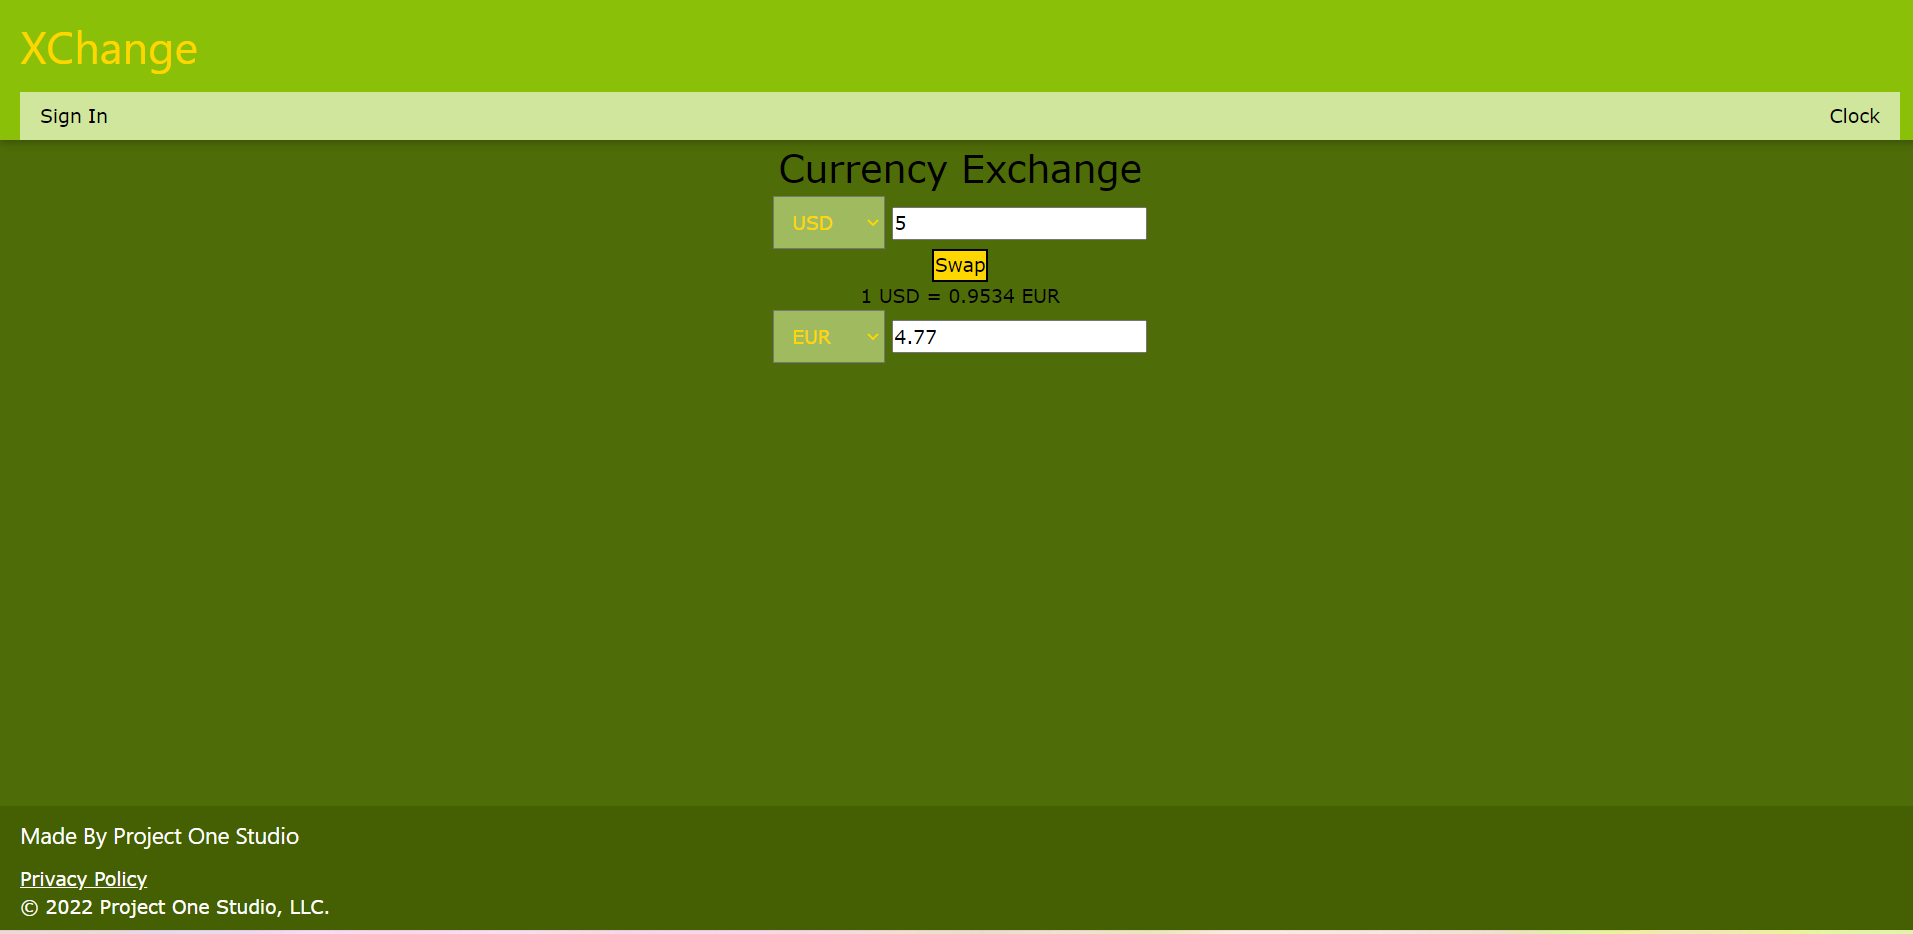 XChange
Sign In Clock
Currency Exchange
USD 5
Swap
1 USD = 0.9534 EUR
EUR 4.77
Made By Project One Studio
Privacy Policy
© 2022 Project One Studio, LLC.